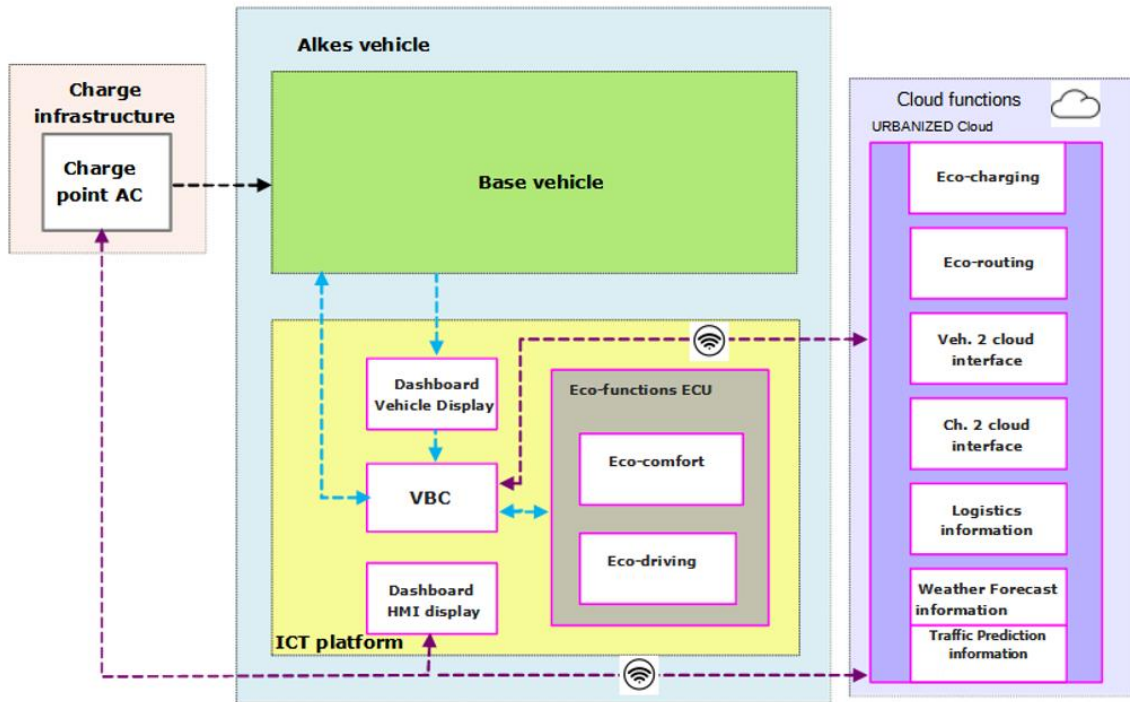 Alkes vehicle
Charge
infrastructure
Charge
point AC
Base vehicle
Dashboard
Vehicle Display
VBC
Dashboard
HMI display
ICT platform
Eco-functions ECU
Eco-comfort
Eco-driving
Cloud functions
URBANIZED Cloud
Eco-charging
Eco-routing
Veh. 2 cloud
interface
Ch. 2 cloud
interface
Logistics
information
Weather Forecast
information
Traffic Prediction
information